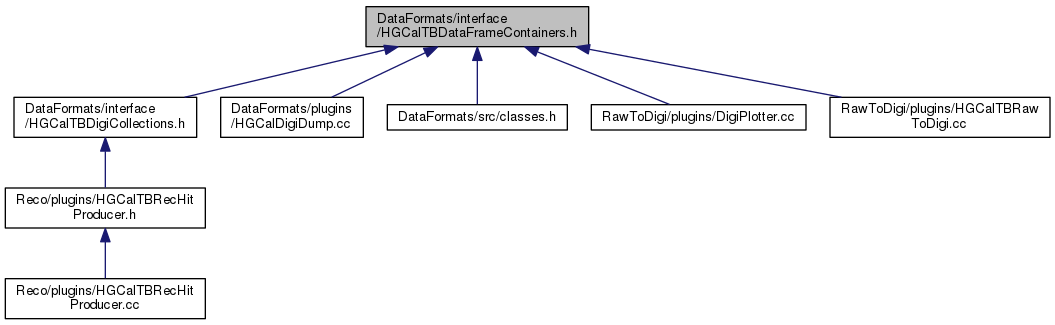 DataFormats/interface
/HGCalTBDataFrameContainers.h
DataFormats/interface
/HGCalTBDigiCollections.h
DataFormats/plugins
/HGCalDigiDump.cc
DataFormats/src/classes.h
RawToDigi/plugins/DigiPlotter.cc
RawToDigi/plugins/HGCalTBRaw
ToDigi.cc
Reco/plugins/HGCalTBRecHit
Producer.h
Reco/plugins/HGCalTBRecHit
Producer.cc